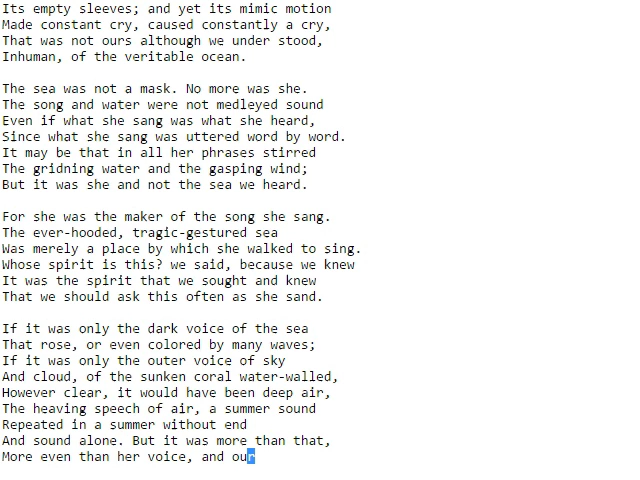 Its empty sleeves; and yet its mimic motion
Made constant cry, caused constantly a cry,
That was not ours although we under stood,
Inhuman, of the veritable ocean.
The sea was not a mask. No more was she.
The song and water were not medleyed sound
Even if what she sang was what she heard,
Since what she sang was uttered word by word.
It may be that in all her phrases stirred
The gridning water and the gasping wind;
But it was she and not the sea we heard.
For she was the maker of the song she sang.
The ever-hooded, tragic-gestured sea
Was merely a place by which she walked to sing.
Whose spirit is this? we said, because we knew
It was the spirit that we sought and knew
That we should ask this often as she sand.
If it was only the dark voice of the sea
That rose, or even colored by many waves;
If it was only the outer voice of sky
And cloud, of the sunken coral water-walled,
However clear, it would have been deep air,
The heaving speech of air, a summer sound
Repeated in a summer without end
And sound alone. But it was more than that,
More even than her voice, and our